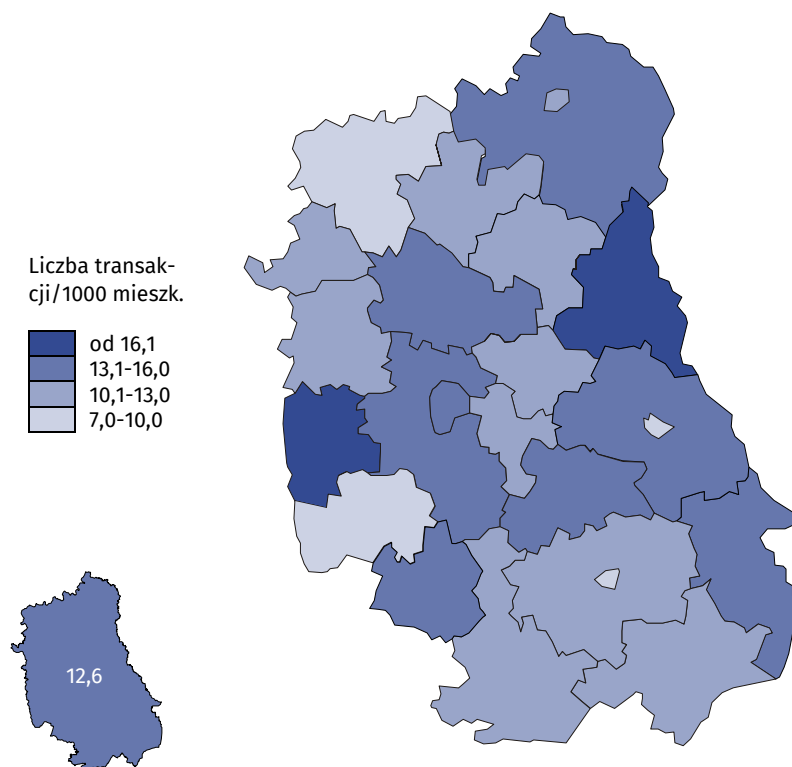 Liczba transak-
cji/1000 mieszk.
od 16,1
13,1-16,0
10,1-13,0
7,0-10,0
12,6